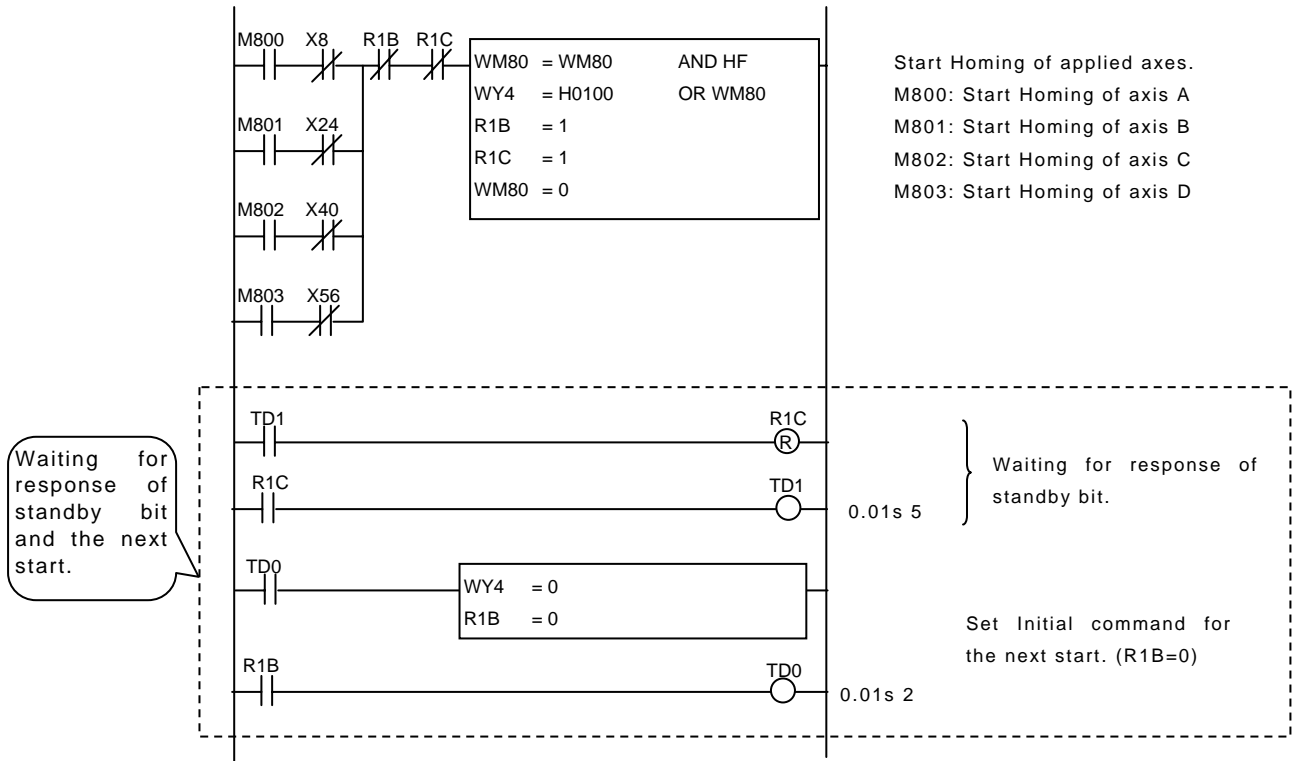 M800 X8 R1B R1C
WM80 = WM80 AND HF
WY4 = H0100 OR WM80
R1B = 1
R1C = 1
WM80 = 0
Start Homing of applied axes.
M800: Start Homing of axis A
M801: Start Homing of axis B
M802: Start Homing of axis C
M803: Start Homing of axis D
M801 X24
M802 X40
M803 X56
Waiting for
response of
standby bit
and the next
start.
TD1 R1C
R
R1C TD1
0.01s 5
Waiting for response of
standby bit.
TD0
WY4 = 0
R1B = 0
Set Initial command for
the next start. (R1B=0)
R1B TD0
0.01s 2